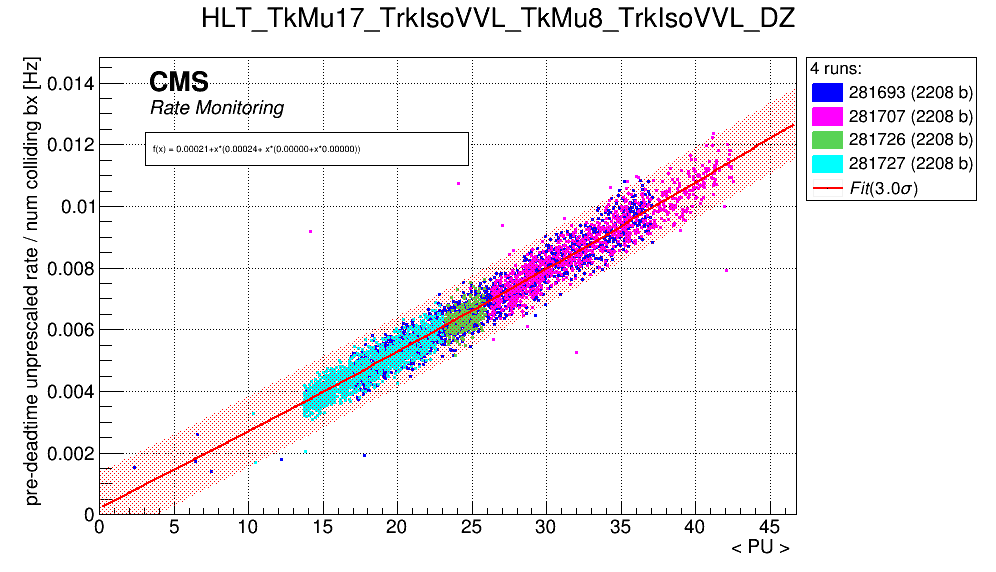 HLT_TkMu17_TrkIsoVVL_TkMu8_TrkIsoVVL_DZ
pre-deadtime unprescaled rate / num colliding bx [Hz]
CMS
Rate Monitoring
f(x) = 0.00021+x*(0.00024+ x*(0.00000+x*0.00000))
0.014
0.012
0.01
0.008
0.006
0.004
0.002
0
0 5 10 15 20 25 30 35 40 45
< PU >
4 runs:
281693 (2208 b)
281707 (2208 b)
281726 (2208 b)
281727 (2208 b)
Fit(3.0σ)